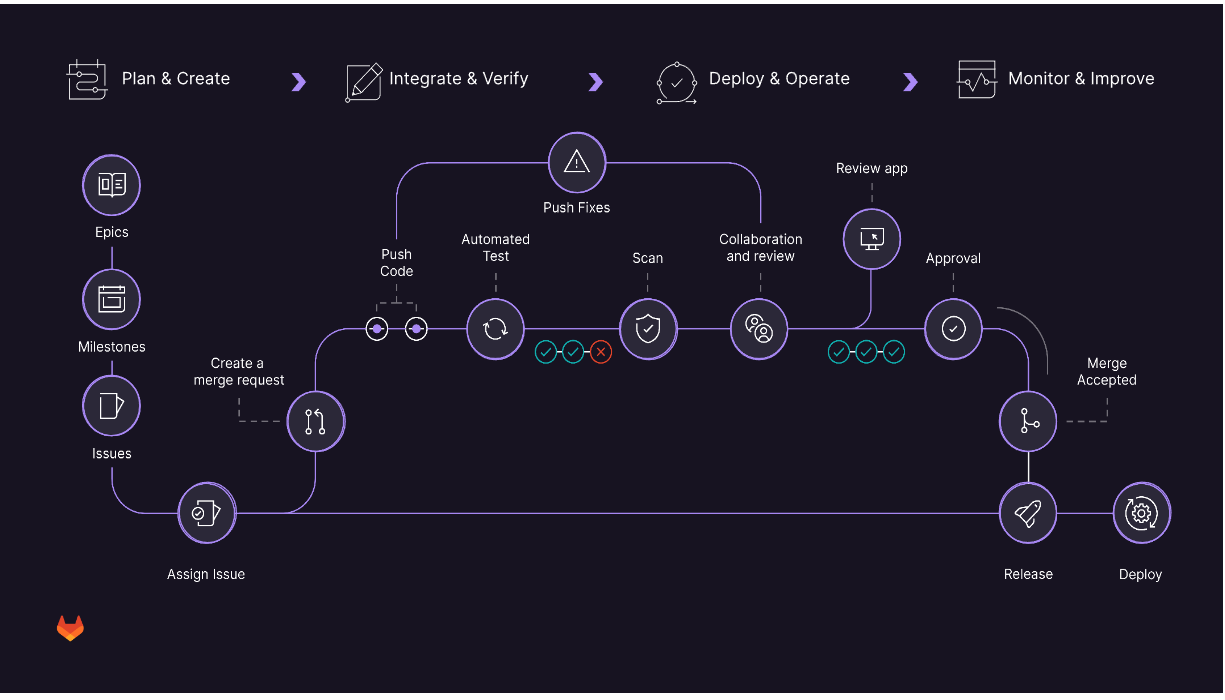 Plan & Create
Integrate & Verify
Deploy & Operate
Monitor & Improve
Epics
Milestones
Issues
Assign Issue
Create a
merge request
Push
Code
Push Fixes
Automated
Test
Scan
Collaboration
and review
Review app
Approval
Merge
Accepted
Release
Deploy